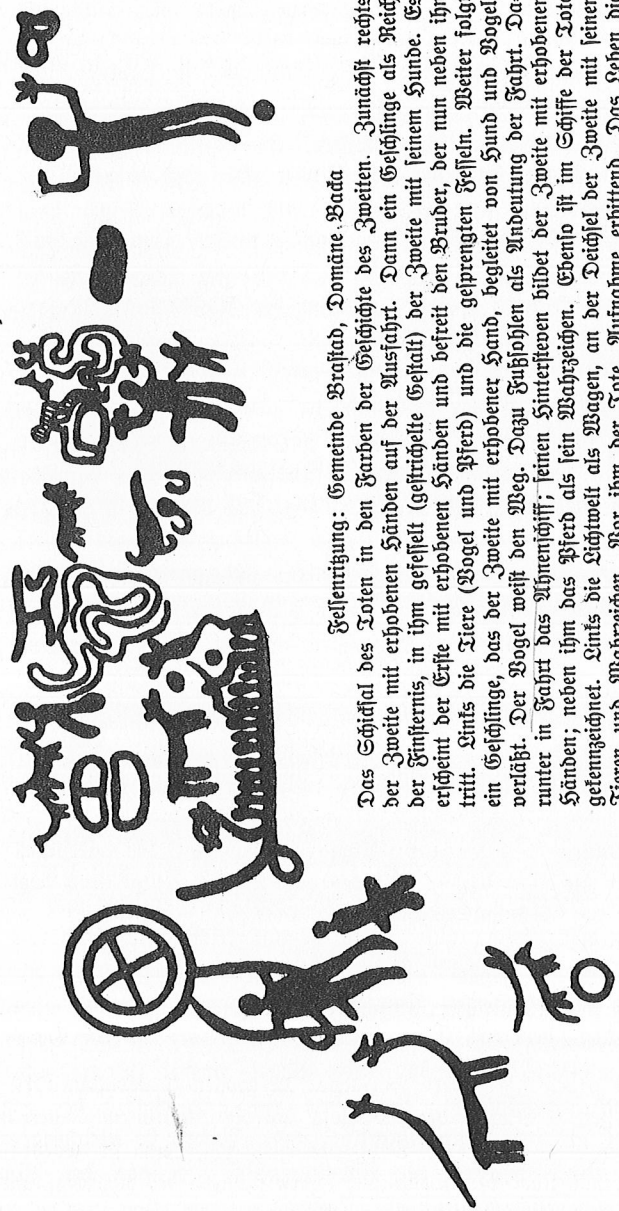 Felsenritzung: Gemeinde Brastad, Domäne Backa
Das Schicksal des Toten in den Farben der Geschichte des Zweiten. Zunächst rechts
der Zweite mit erhobenen Händen auf der Ausfahrt. Dann ein Geschlinge als Reich
der Finsternis, in ihm gefesselt (gestrichelte Gestalt) der Zweite mit seinem Hunde. Es
erscheint der Erste mit erhobenen Händen und befreit den Bruder, der nun neben ihn
tritt. Links die Tiere (Vogel und Pferd) und die gesprengten Fesseln. Weiter folgt
ein Geschlinge, das der Zweite mit erhobener Hand, begleitet von Hund und Vogel
verläßt. Der Vogel weist den Weg. Dazu Fußsohlen als Andeutung der Fahrt. Da-
runter in Fahrt das Ahnenschiff; seinen Hintersteven bildet der Zweite mit erhobenen
Händen; neben ihm das Pferd als sein Wahrzeichen. Ebenso ist im Schiffe der Tote
gekennzeichnet. Links die Lichtwelt als Wagen, an der Deichsel der Zweite mit seinen
Tieren und Wahrzeichen. Vor ihm der Tote Aufnahme erbittend. Das Leben die